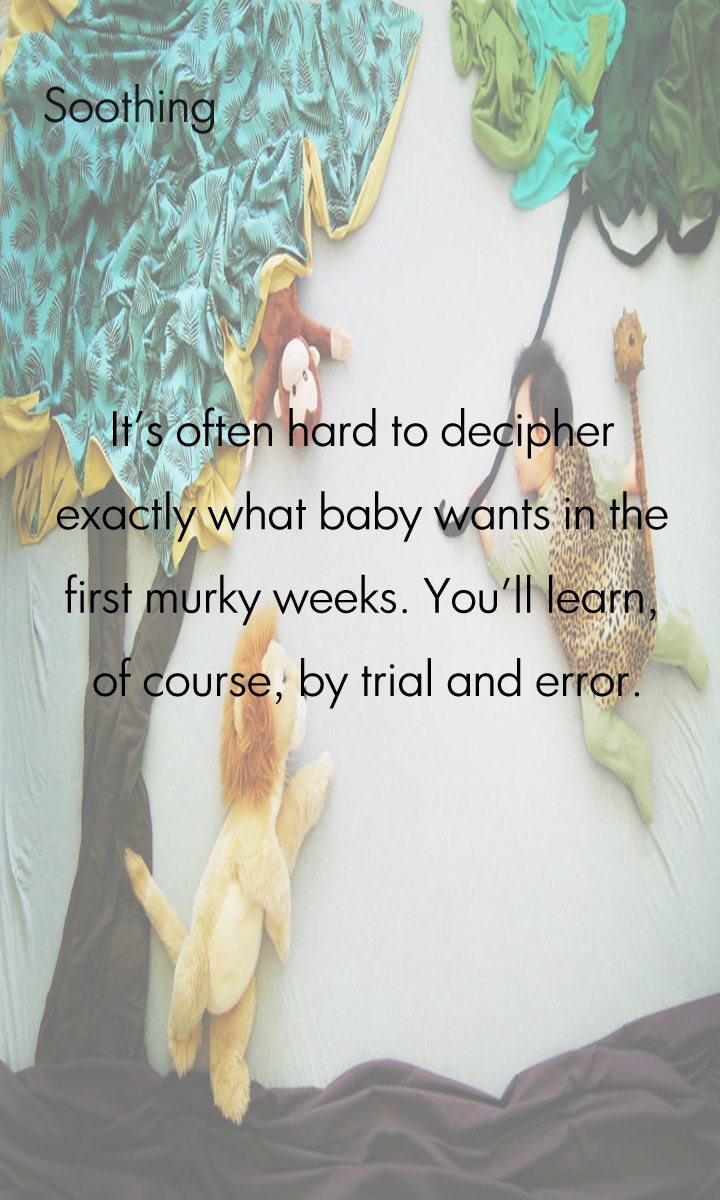 Soothing
It’s often hard to decipher
exactly what baby wants in the
first murky weeks. You’ll learn,
of course, by trial and error.